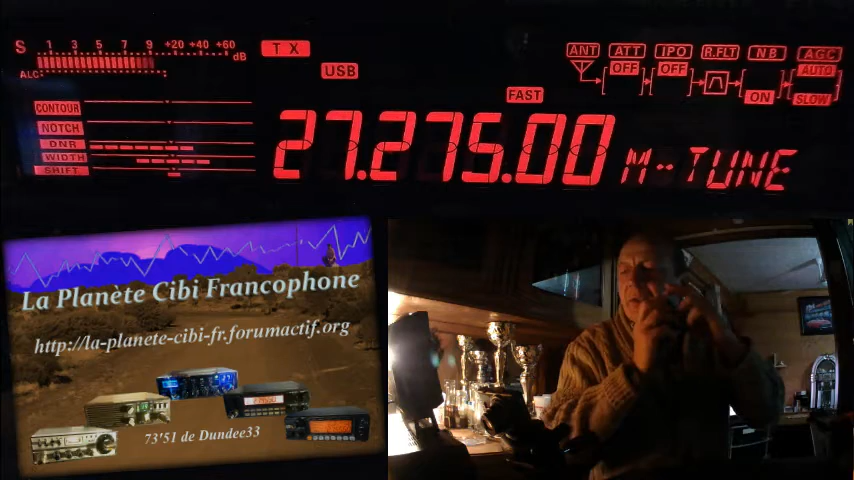 S 1 3 5 7 9 +20 +40 +60 dB
ALC
TX
USB
FAST
ANT ATT IPO R.FLT NB AGC
OFF OFF AUTO
ON SLOW
CONTOUR
NOTCH
DNR
WIDTH
SHIFT
27.275.00 M-TUNE
La Planète Cibi Francophone
http://la-planete-cibi-fr.forumactif.org
73'51 de Dundee33